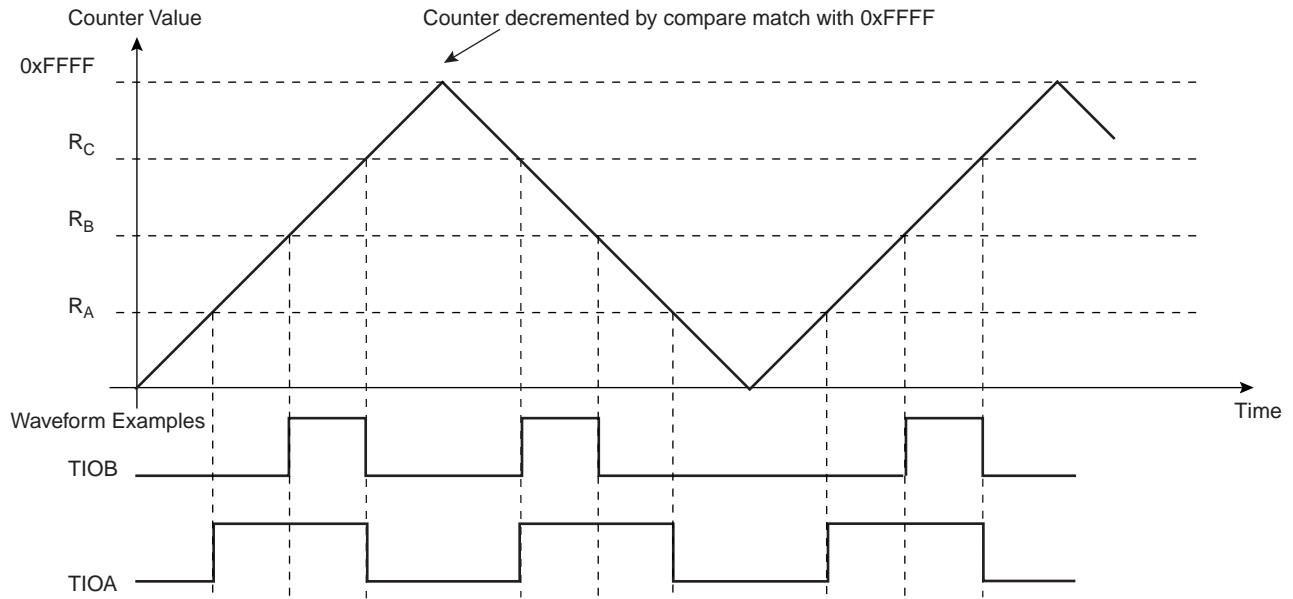 Counter Value
Counter decremented by compare match with 0xFFFF
0xFFFF
RC
RB
RA
Time
Waveform Examples
TIOB
TIOA